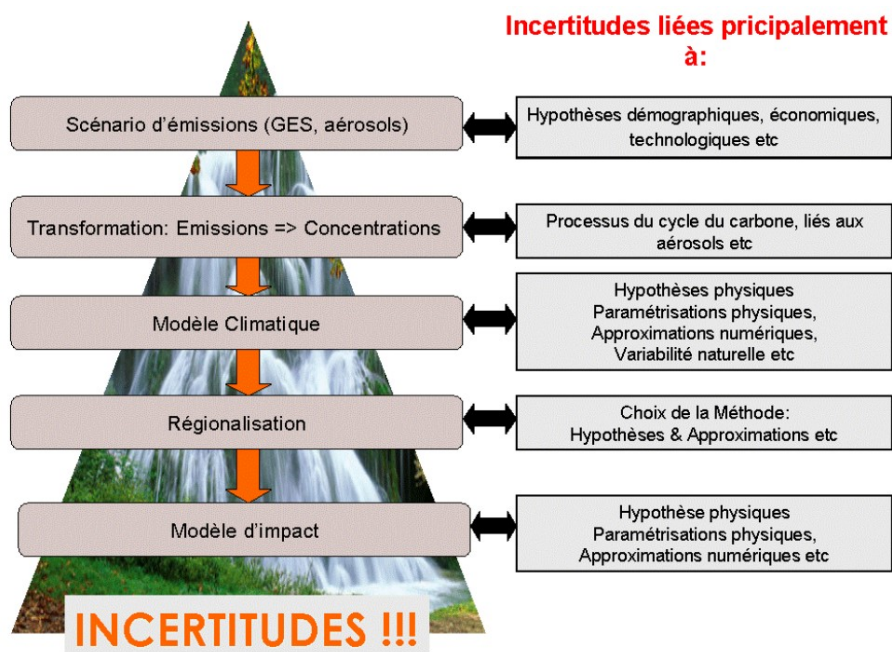 Incertitudes liées pricipalement
à:
Scénario d'émissions (GES, aérosols)
Hypothèses démographiques, économiques,
technologiques etc
Transformation: Emissions => Concentrations
Processus du cycle du carbone, liés aux
aérosols etc
Modèle Climatique
Hypothèses physiques
Paramétrisations physiques,
Approximations numériques,
Variabilité naturelle etc
Régionalisation
Choix de la Méthode:
Hypothèses & Approximations etc
Modèle d'impact
Hypothèse physiques
Paramétrisations physiques,
Approximations numériques etc
INCERTITUDES !!!